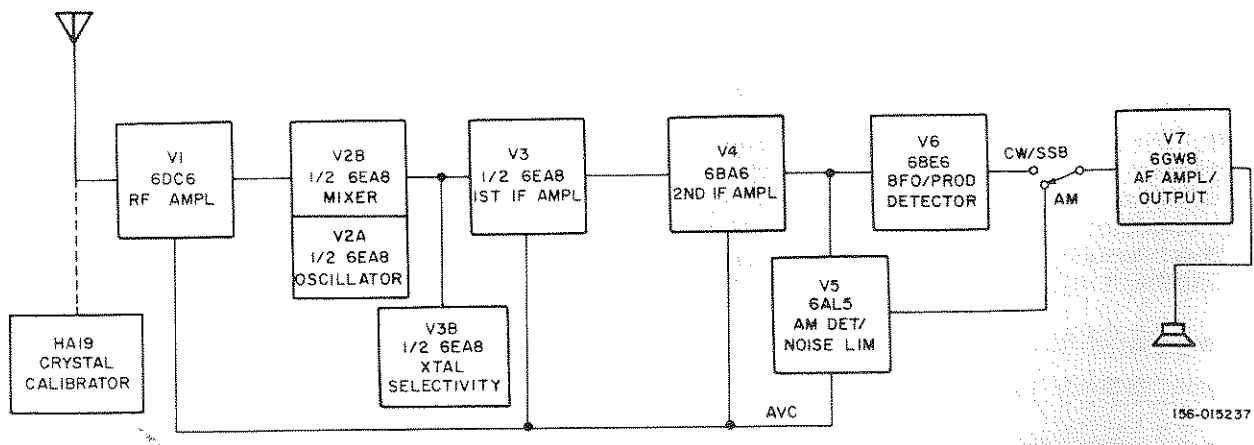 V1
6DC6
RF AMPL
V2B
1/2 6EA8
MIXER
V2A
1/2 6EA8
OSCILLATOR
V3
1/2 6EA8
1ST IF AMPL
V4
6BA6
2ND IF AMPL
V6
6BE6
BFO/PROD
DETECTOR
CW/SSB
AM
V7
6GW8
AF AMPL/
OUTPUT
HA19
CRYSTAL
CALIBRATOR
V3B
1/2 6EA8
XTAL
SELECTIVITY
V5
6AL5
AM DET/
NOISE LIM
AVC
156-015237